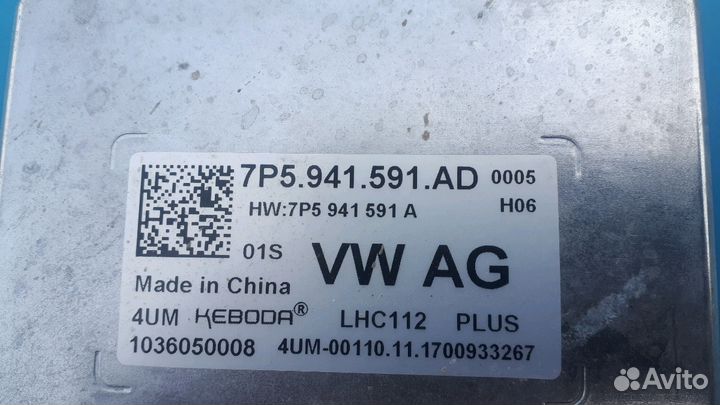 7P5.941.591.AD 0005
HW:7P5 941 591 A H06
01S VW AG
Made in China
4UM KEBODA® LHC112 PLUS
1036050008 4UM-00110.11.1700933267
Avito